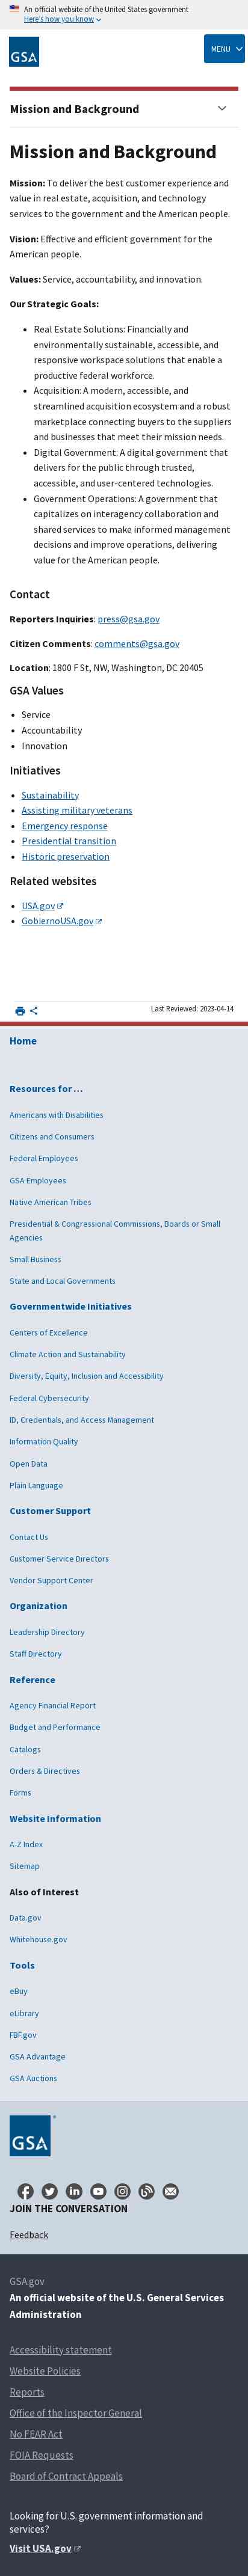 An official website of the United States government
Here's how you know
GSA
MENU
Mission and Background
Mission and Background
Mission: To deliver the best customer experience and
value in real estate, acquisition, and technology
services to the government and the American people.
Vision: Effective and efficient government for the
American people.
Values: Service, accountability, and innovation.
Our Strategic Goals:
• Real Estate Solutions: Financially and
environmentally sustainable, accessible, and
responsive workspace solutions that enable a
productive federal workforce.
• Acquisition: A modern, accessible, and
streamlined acquisition ecosystem and a robust
marketplace connecting buyers to the suppliers
and businesses that meet their mission needs.
• Digital Government: A digital government that
delivers for the public through trusted,
accessible, and user-centered technologies.
• Government Operations: A government that
capitalizes on interagency collaboration and
shared services to make informed management
decisions and improve operations, delivering
value for the American people.
Contact
Reporters Inquiries: press@gsa.gov
Citizen Comments: comments@gsa.gov
Location: 1800 F St, NW, Washington, DC 20405
GSA Values
• Service
• Accountability
• Innovation
Initiatives
• Sustainability
• Assisting military veterans
• Emergency response
• Presidential transition
• Historic preservation
Related websites
• USA.gov
• GobiernoUSA.gov
Last Reviewed: 2023-04-14
Home
Resources for …
Americans with Disabilities
Citizens and Consumers
Federal Employees
GSA Employees
Native American Tribes
Presidential & Congressional Commissions, Boards or Small
Agencies
Small Business
State and Local Governments
Governmentwide Initiatives
Centers of Excellence
Climate Action and Sustainability
Diversity, Equity, Inclusion and Accessibility
Federal Cybersecurity
ID, Credentials, and Access Management
Information Quality
Open Data
Plain Language
Customer Support
Contact Us
Customer Service Directors
Vendor Support Center
Organization
Leadership Directory
Staff Directory
Reference
Agency Financial Report
Budget and Performance
Catalogs
Orders & Directives
Forms
Website Information
A-Z Index
Sitemap
Also of Interest
Data.gov
Whitehouse.gov
Tools
eBuy
eLibrary
FBF.gov
GSA Advantage
GSA Auctions
GSA
JOIN THE CONVERSATION
Feedback
GSA.gov
An official website of the U.S. General Services
Administration
Accessibility statement
Website Policies
Reports
Office of the Inspector General
No FEAR Act
FOIA Requests
Board of Contract Appeals
Looking for U.S. government information and
services?
Visit USA.gov